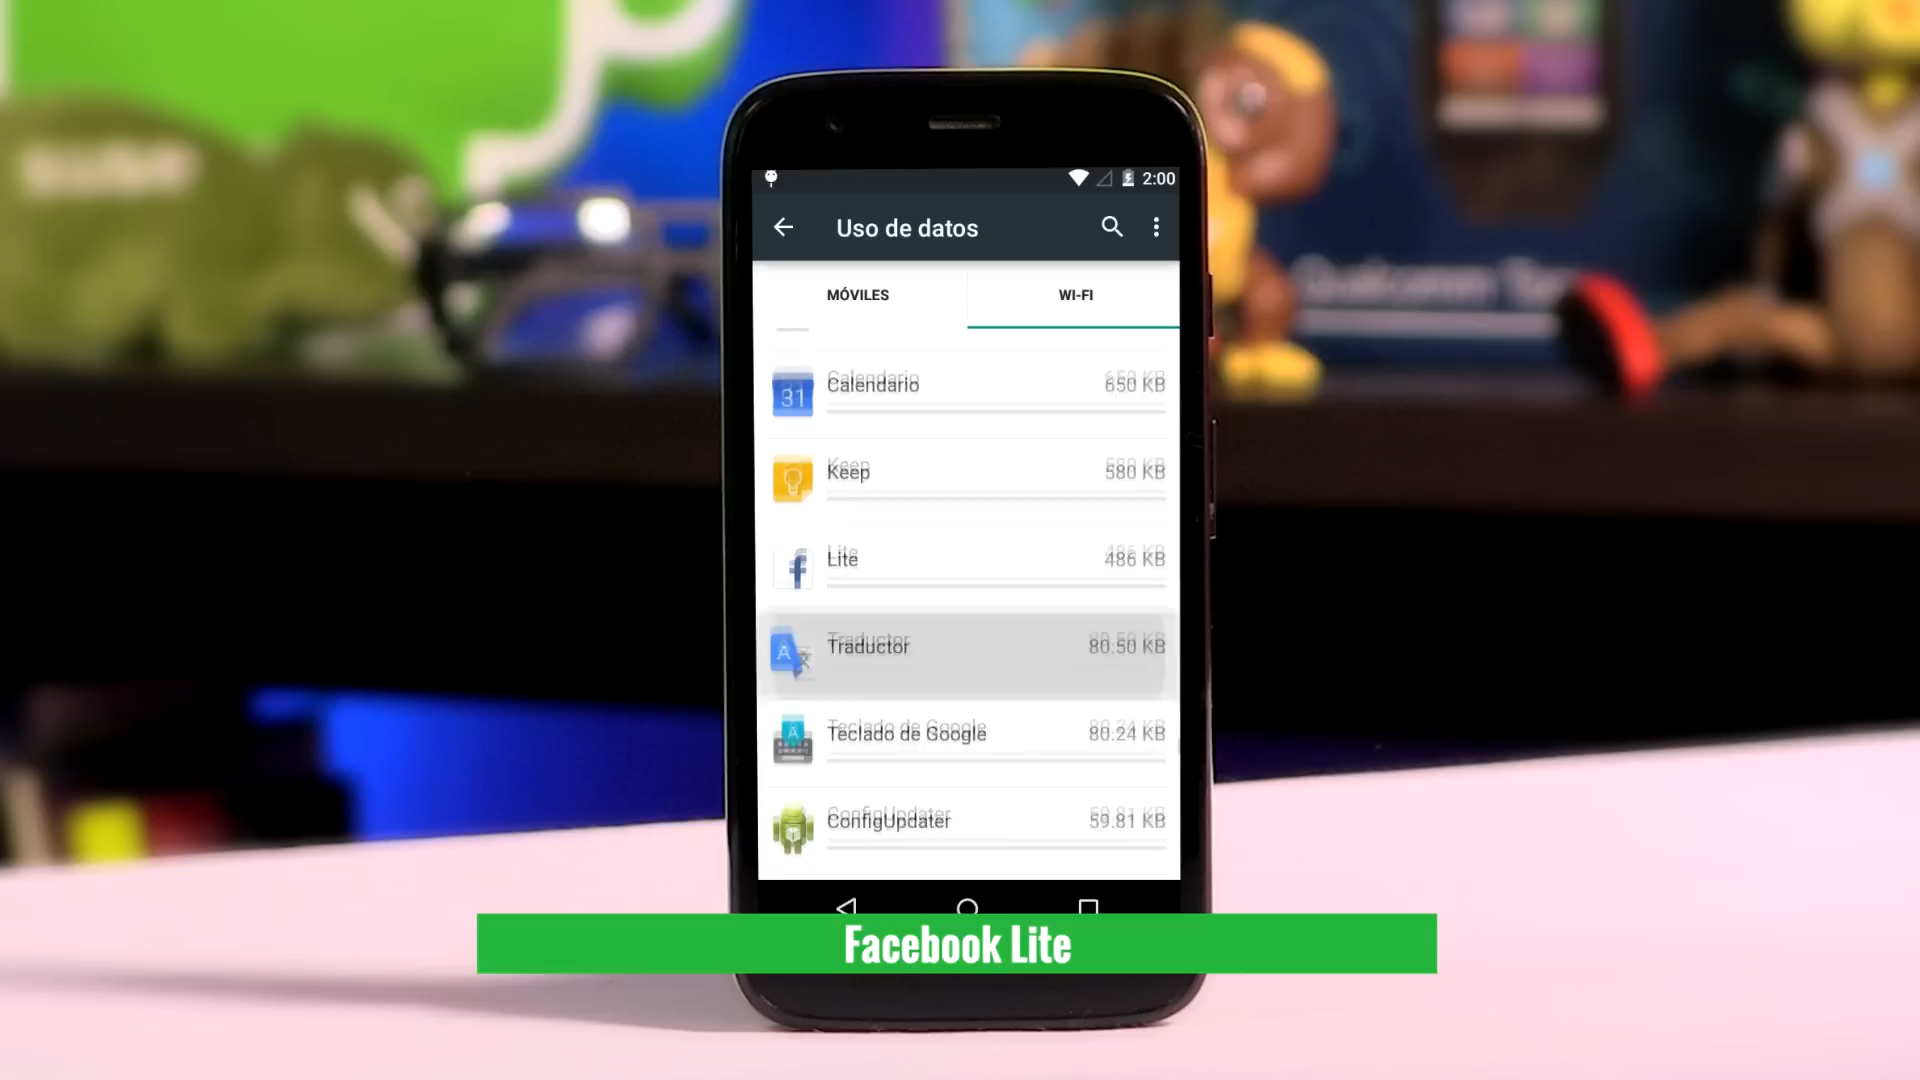 2:00
Uso de datos
MÓVILES
WI-FI
31
Calendario
650 KB
Keep
580 KB
Lite
486 KB
Traductor
80.50 KB
Teclado de Google
80.24 KB
ConfigUpdater
59.81 KB
Facebook Lite